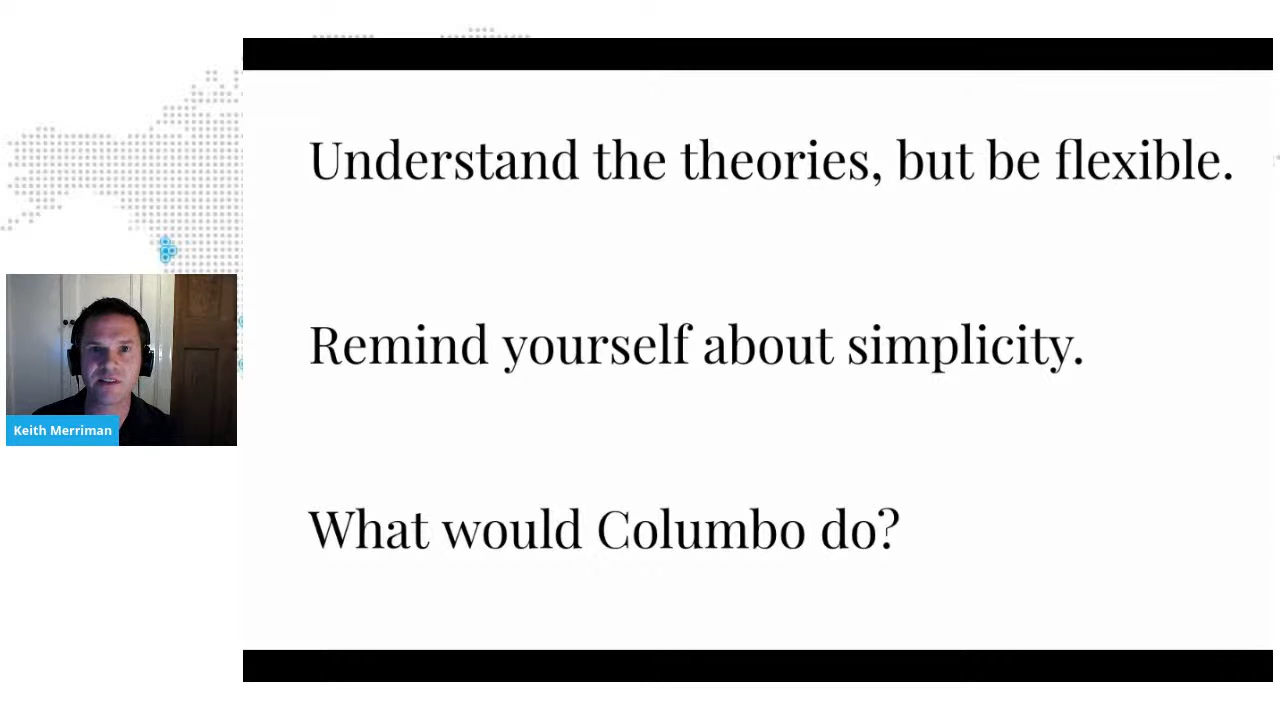 Understand the theories, but be flexible.
Remind yourself about simplicity.
What would Columbo do?
Keith Merriman